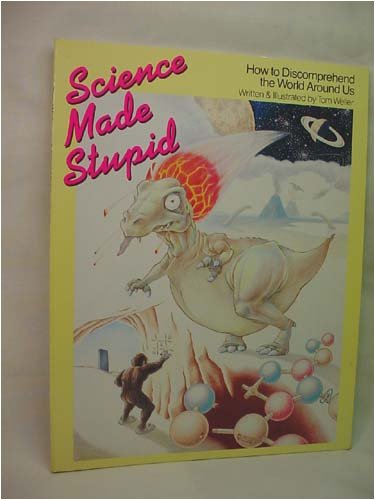 Science
Made
Stupid
How to Discomprehend
the World Around Us
Written & Illustrated by Tom Weller